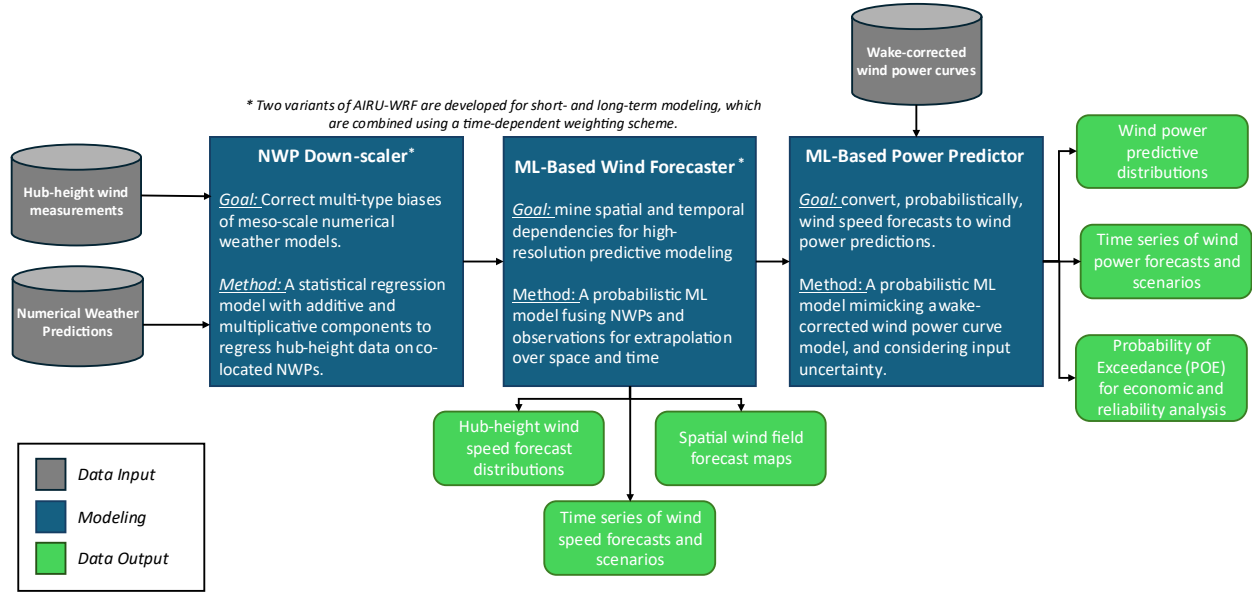 Wake-corrected
wind power curves
* Two variants of AIRU-WRF are developed for short- and long-term modeling, which
are combined using a time-dependent weighting scheme.
Hub-height wind
measurements
Numerical Weather
Predictions
NWP Down-scaler*
Goal: Correct multi-type biases
of meso-scale numerical
weather models.
Method: A statistical regression
model with additive and
multiplicative components to
regress hub-height data on co-
located NWPs.
ML-Based Wind Forecaster *
Goal: mine spatial and temporal
dependencies for high-
resolution predictive modeling
Method: A probabilistic ML
model fusing NWPs and
observations for extrapolation
over space and time
ML-Based Power Predictor
Goal: convert, probabilistically,
wind speed forecasts to wind
power predictions.
Method: A probabilistic ML
model mimicking a wake-
corrected wind power curve
model, and considering input
uncertainty.
Wind power
predictive
distributions
Time series of wind
power forecasts and
scenarios
Probability of
Exceedance (POE)
for economic and
reliability analysis
Hub-height wind
speed forecast
distributions
Spatial wind field
forecast maps
Time series of wind
speed forecasts and
scenarios
Data Input
Modeling
Data Output